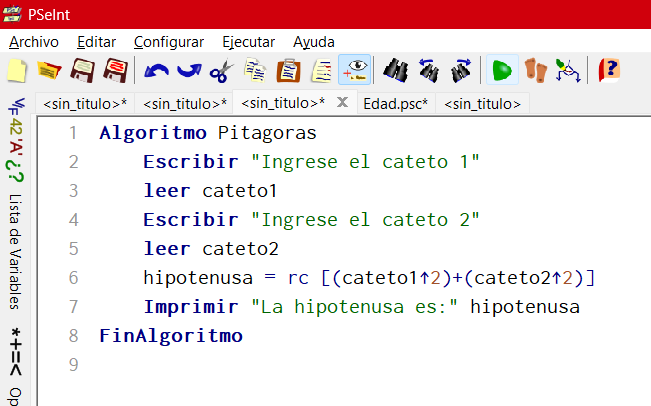 PSeInt
Archivo Editar Configurar Ejecutar Ayuda
<sin_titulo>* <sin_titulo>* <sin_titulo>* X Edad.psc* <sin_titulo>
1 Algoritmo Pitagoras
2 Escribir "Ingrese el cateto 1"
3 leer cateto1
4 Escribir "Ingrese el cateto 2"
5 leer cateto2
6 hipotenusa = rc [(cateto1↑2)+(cateto2↑2)]
7 Imprimir "La hipotenusa es:" hipotenusa
8 FinAlgoritmo
9
42 'A' ¿? Lista de Variables
*+=< Op